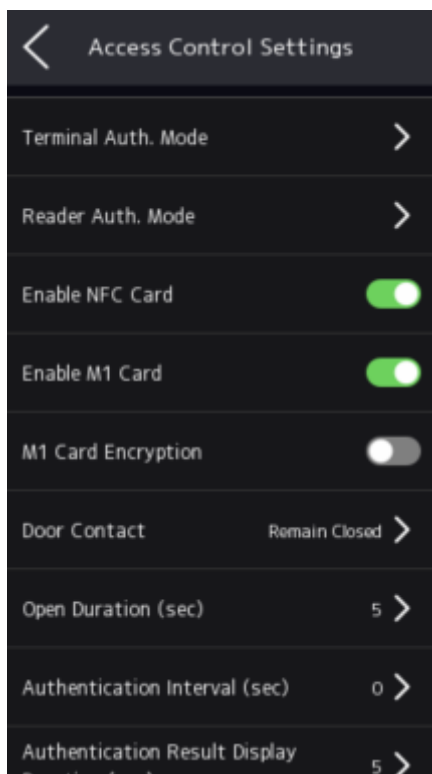 Access Control Settings
Terminal Auth. Mode
Reader Auth. Mode
Enable NFC Card
Enable M1 Card
M1 Card Encryption
Door Contact Remain Closed
Open Duration (sec) 5
Authentication Interval (sec) 0
Authentication Result Display
5